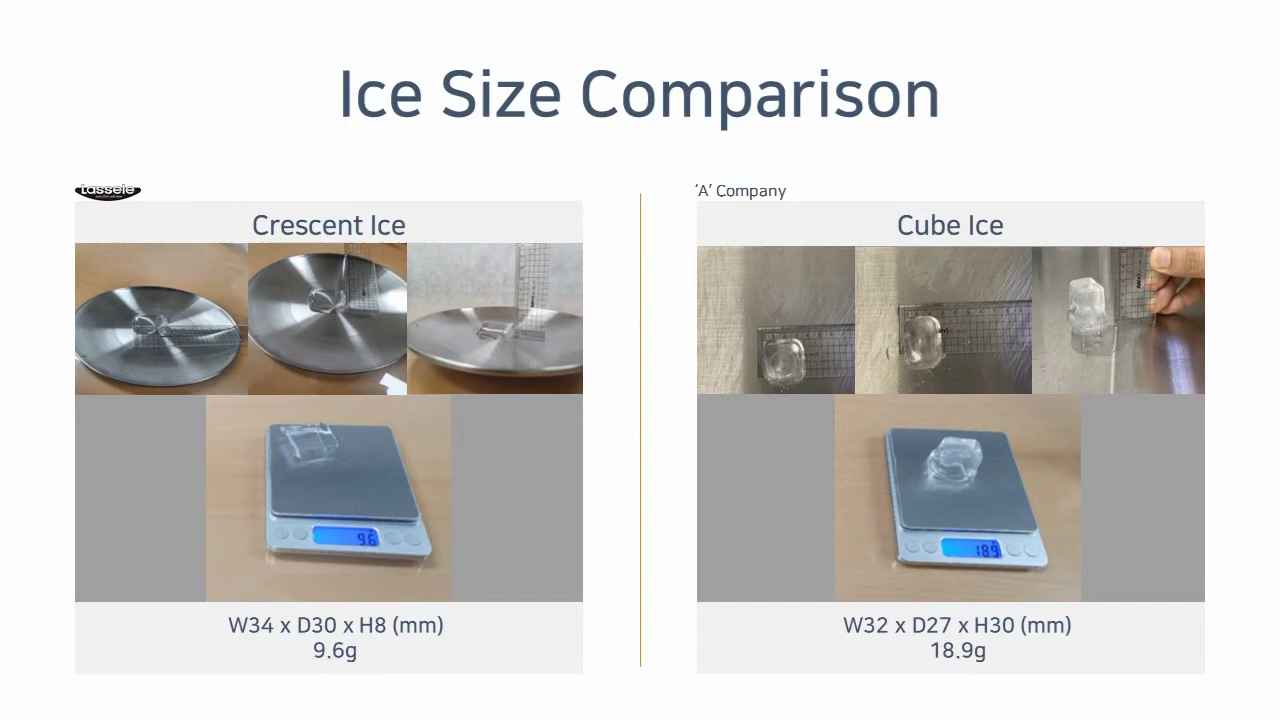 Ice Size Comparison
Lassele
'A' Company
Crescent Ice
Cube Ice
9.6
18.9
W34 x D30 x H8 (mm)
9.6g
W32 x D27 x H30 (mm)
18.9g